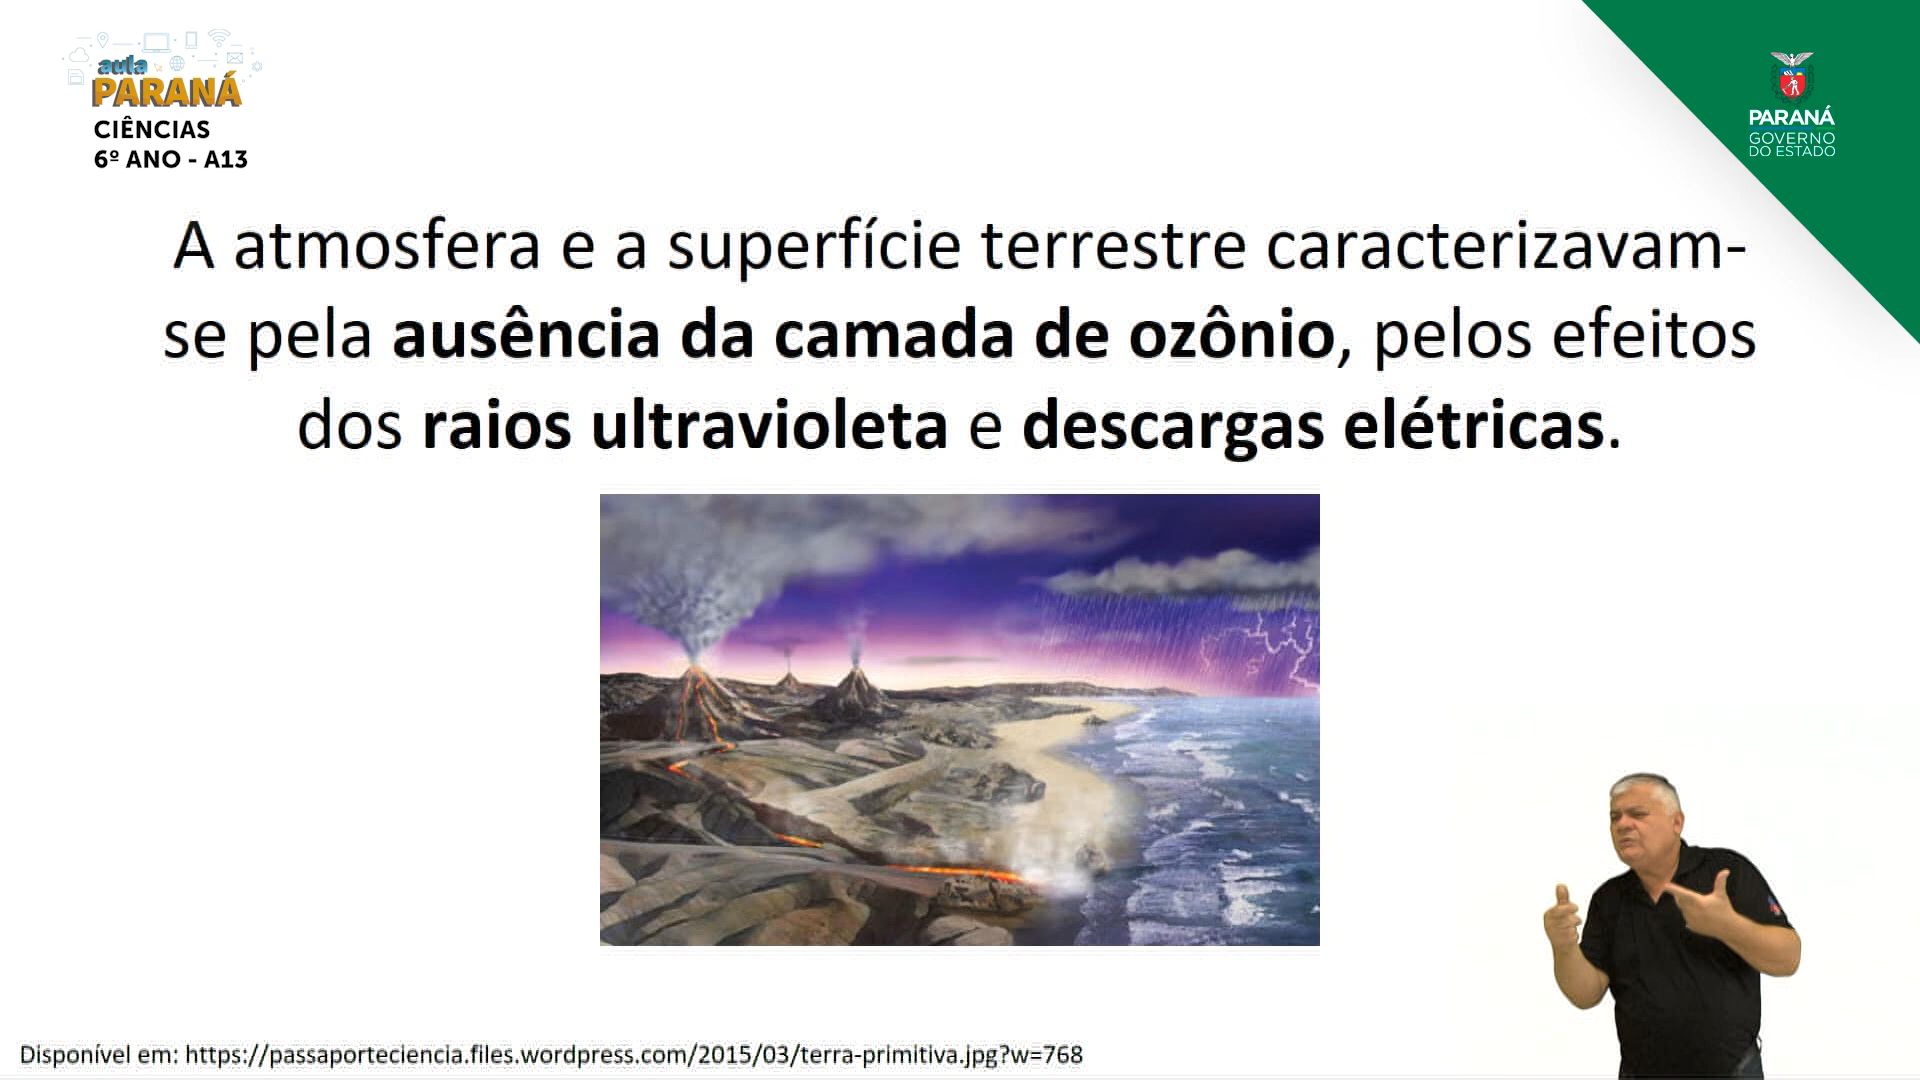 aula
PARANÁ
CIÊNCIAS
6º ANO - A13
PARANÁ
GOVERNO
DO ESTADO
A atmosfera e a superfície terrestre caracterizavam-
se pela ausência da camada de ozônio, pelos efeitos
dos raios ultravioleta e descargas elétricas.
Disponível em: https://passaporteciencia.files.wordpress.com/2015/03/terra-primitiva.jpg?w=768